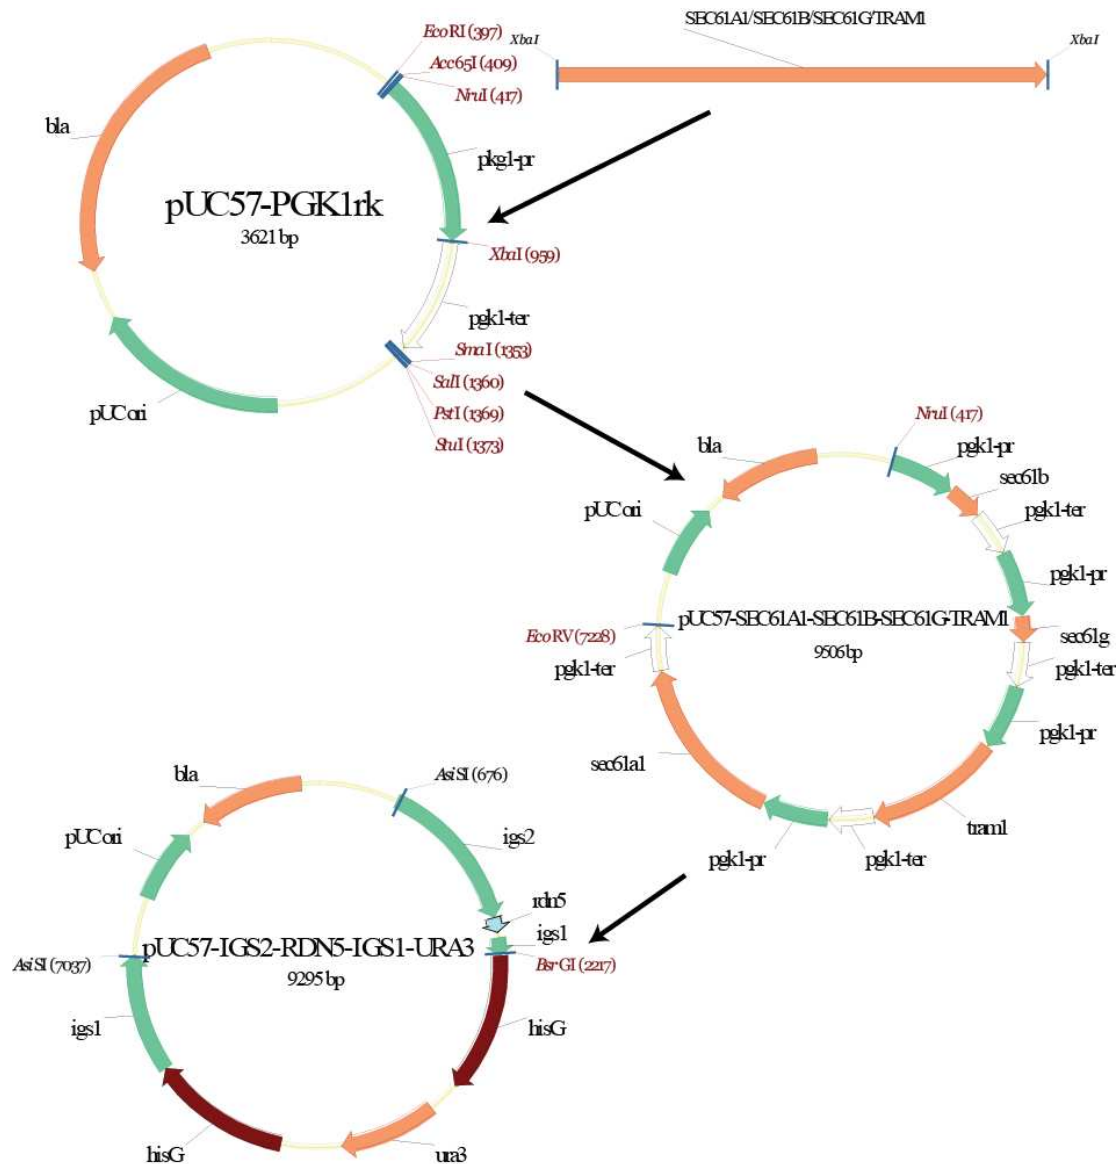 SEC61A1/SEC61B/SEC61G/TRAM1
XbaI
XbaI
EcoRI (397)
Acc65I (409)
NruI (417)
bla
pkg1-pr
pUC57-PGK1rk
3621 bp
XbaI (959)
pgk1-ter
SmaI (1353)
SalI (1360)
PstI (1369)
StuI (1373)
pUC ori
NruI (417)
bla
pgk1-pr
sec61b
pgk1-ter
pUC ori
pgk1-pr
pUC57-SEC61A1-SEC61B-SEC61G-TRAM1
9506 bp
EcoRV (7228)
sec61g
pgk1-ter
pgk1-ter
pgk1-pr
sec61a1
tram1
pgk1-pr
pgk1-ter
bla
AsiSI (676)
pUC ori
igs2
rdn5
igs1
pUC57-IGS2-RDN5-IGS1-URA3
9295 bp
AsiSI (7037)
BsrGI (2217)
igs1
hisG
hisG
ura3